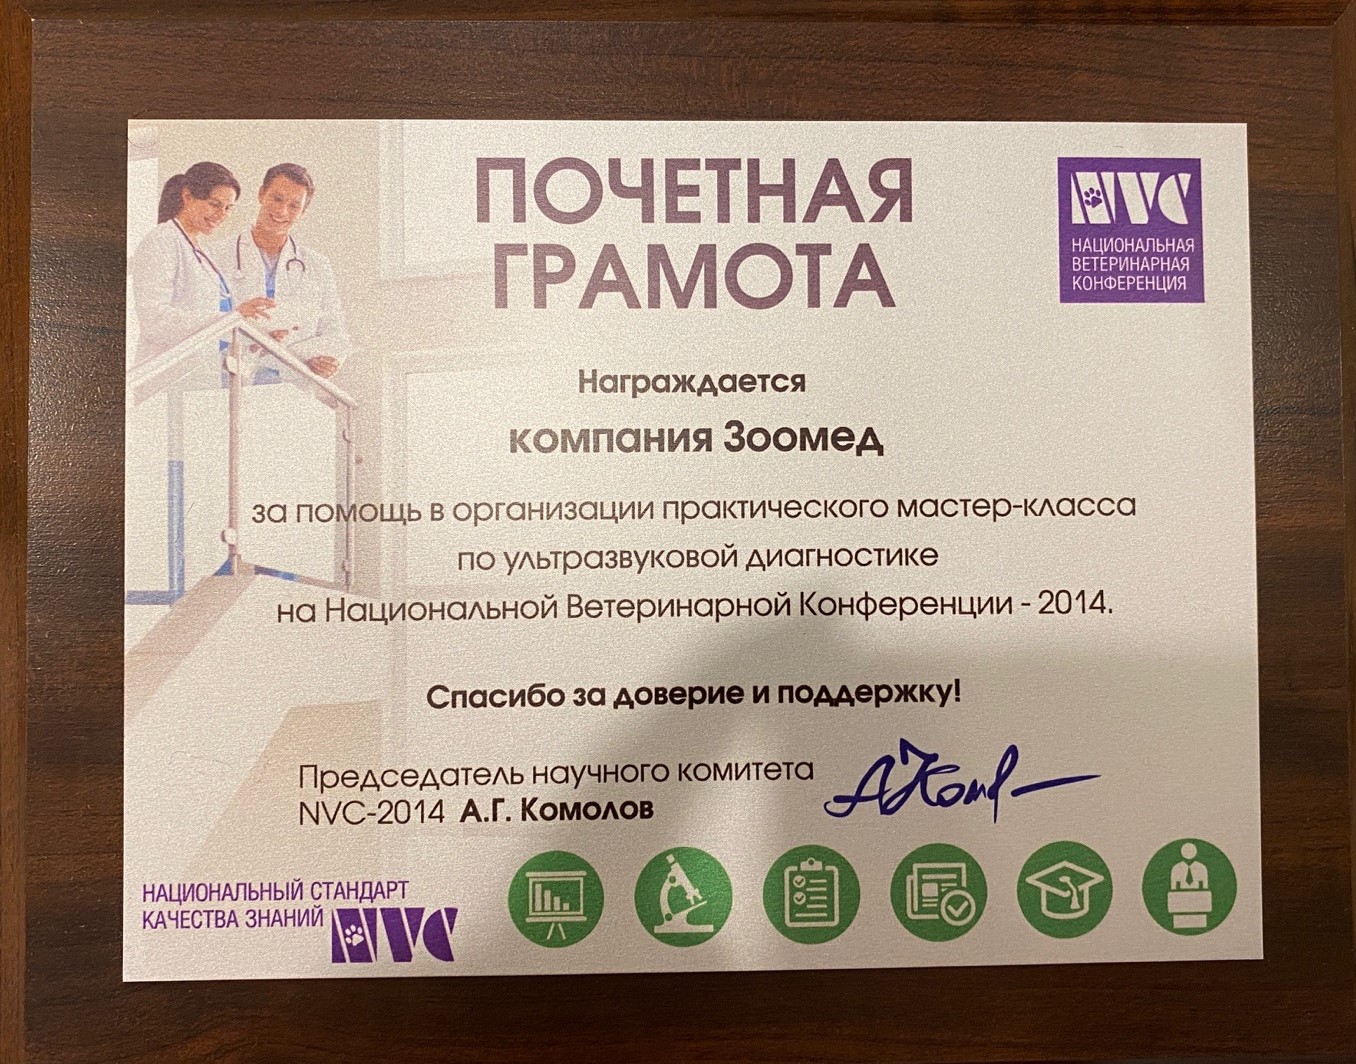 ПОЧЕТНАЯ
ГРАМОТА
NVC
НАЦИОНАЛЬНАЯ
ВЕТЕРИНАРНАЯ
КОНФЕРЕНЦИЯ
Награждается
компания Зоомед
за помощь в организации практического мастер-класса
по ультразвуковой диагностике
на Национальной Ветеринарной Конференции - 2014.
Спасибо за доверие и поддержку!
Председатель научного комитета
NVC-2014 А.Г. Комолов
НАЦИОНАЛЬНЫЙ СТАНДАРТ
КАЧЕСТВА ЗНАНИЙ NVC